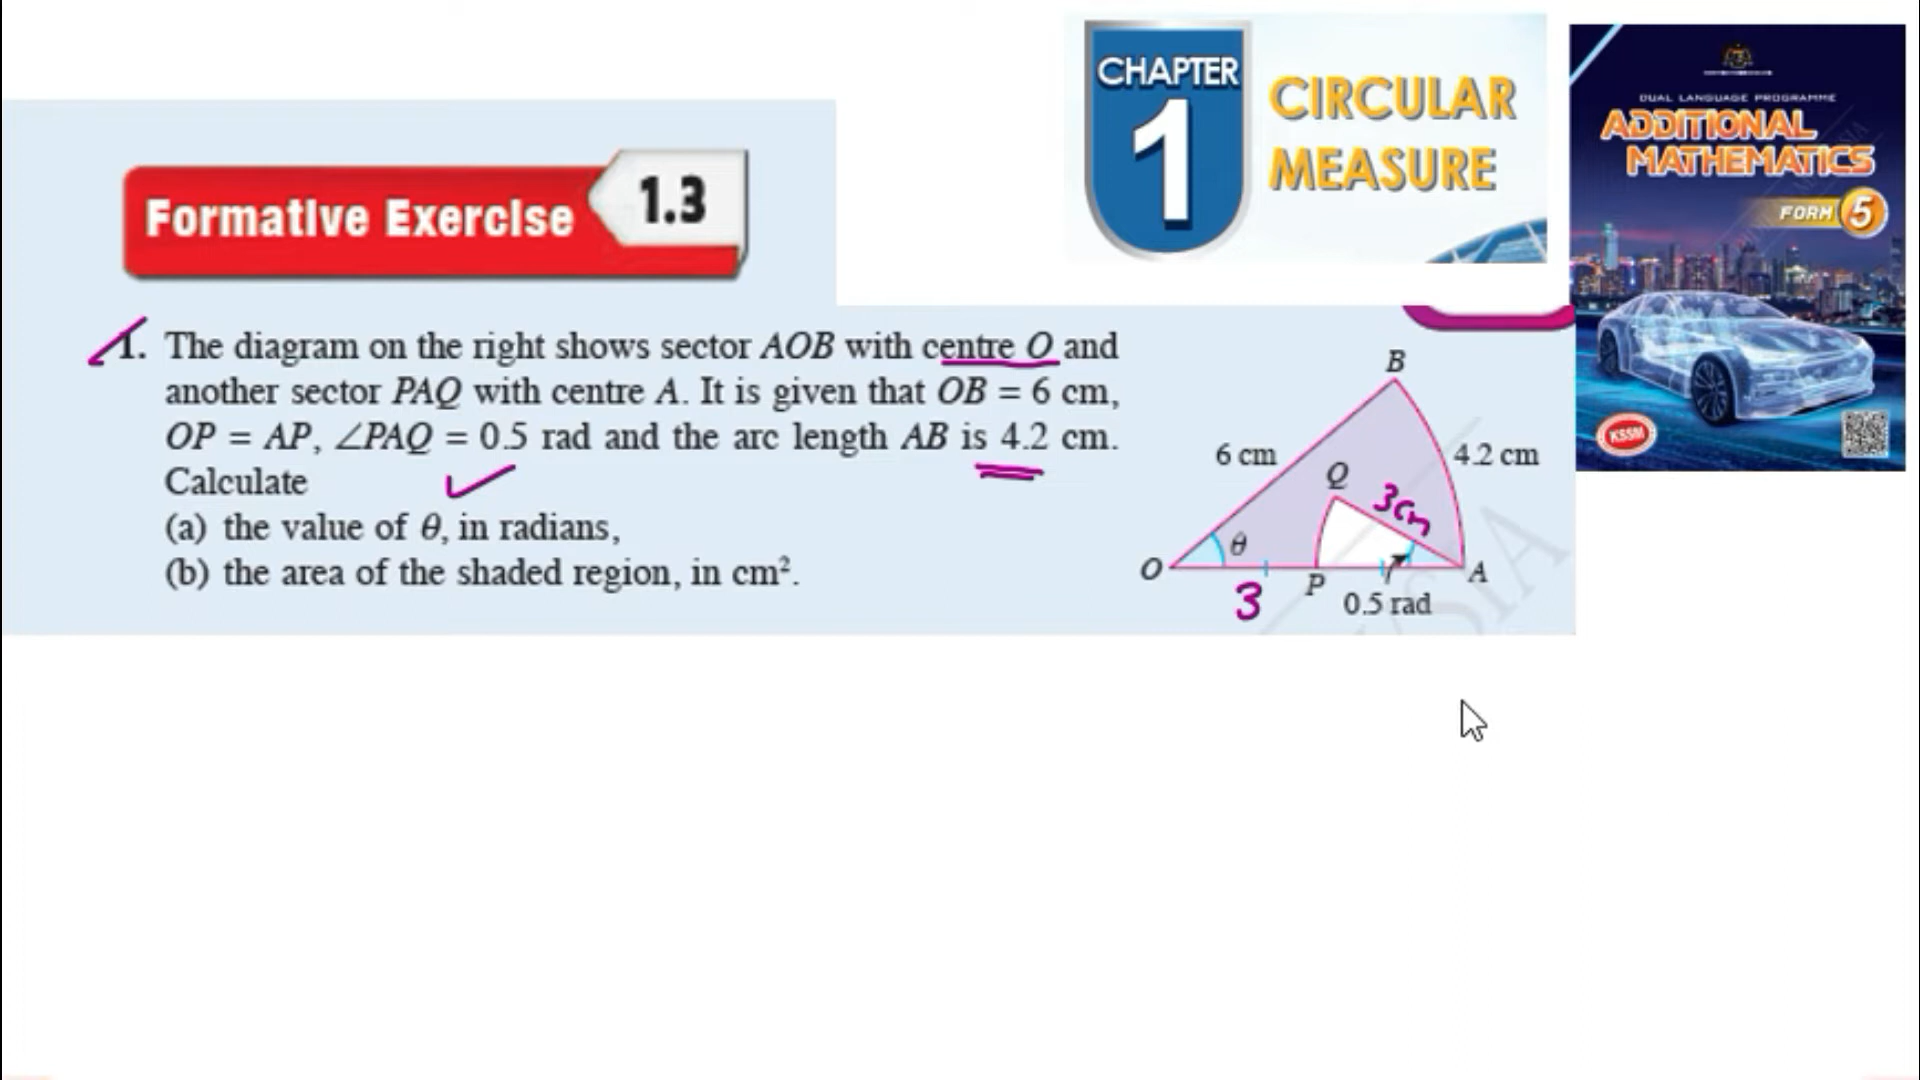 CHAPTER
1
CIRCULAR
MEASURE
DUAL LANGUAGE PROGRAMME
ADDITIONAL
MATHEMATICS
FORM 5
KSSM
Formative Exercise 1.3
1. The diagram on the right shows sector AOB with centre O and
another sector PAQ with centre A. It is given that OB = 6 cm,
OP = AP, ∠PAQ = 0.5 rad and the arc length AB is 4.2 cm.
Calculate
(a) the value of θ, in radians,
(b) the area of the shaded region, in cm².
B
6 cm
4.2 cm
Q
3cm
θ
O
P
A
3
0.5 rad